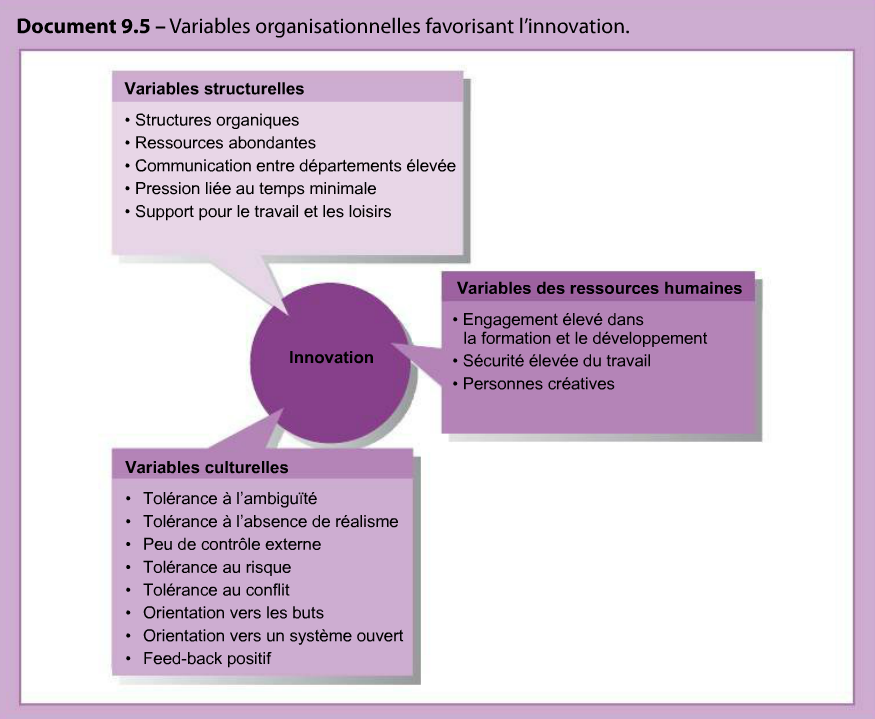 Document 9.5 – Variables organisationnelles favorisant l’innovation.
Variables structurelles
• Structures organiques
• Ressources abondantes
• Communication entre départements élevée
• Pression liée au temps minimale
• Support pour le travail et les loisirs
Variables des ressources humaines
• Engagement élevé dans
la formation et le développement
• Sécurité élevée du travail
• Personnes créatives
Innovation
Variables culturelles
• Tolérance à l’ambiguïté
• Tolérance à l’absence de réalisme
• Peu de contrôle externe
• Tolérance au risque
• Tolérance au conflit
• Orientation vers les buts
• Orientation vers un système ouvert
• Feed-back positif